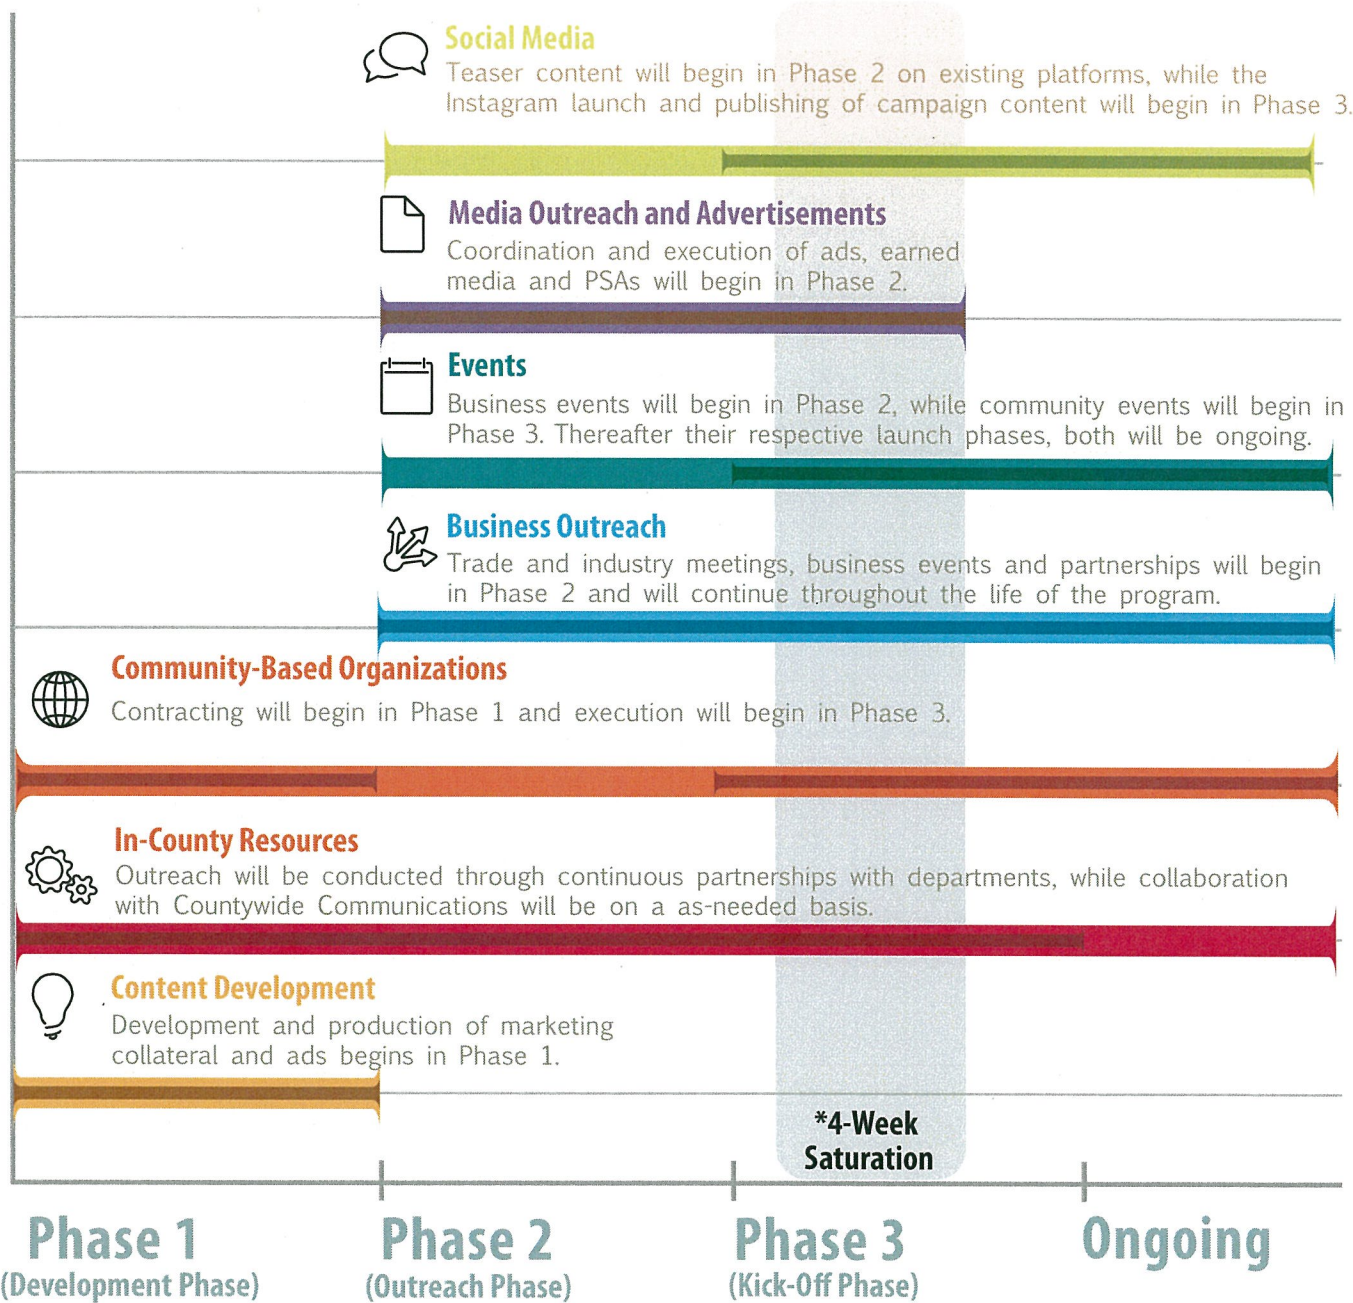 Social Media
Teaser content will begin in Phase 2 on existing platforms, while the
Instagram launch and publishing of campaign content will begin in Phase 3.
Media Outreach and Advertisements
Coordination and execution of ads, earned
media and PSAs will begin in Phase 2.
Events
Business events will begin in Phase 2, while community events will begin in
Phase 3. Thereafter their respective launch phases, both will be ongoing.
Business Outreach
Trade and industry meetings, business events and partnerships will begin
in Phase 2 and will continue throughout the life of the program.
Community-Based Organizations
Contracting will begin in Phase 1 and execution will begin in Phase 3.
In-County Resources
Outreach will be conducted through continuous partnerships with departments, while collaboration
with Countywide Communications will be on a as-needed basis.
Content Development
Development and production of marketing
collateral and ads begins in Phase 1.
*4-Week
Saturation
Phase 1
(Development Phase)
Phase 2
(Outreach Phase)
Phase 3
(Kick-Off Phase)
Ongoing